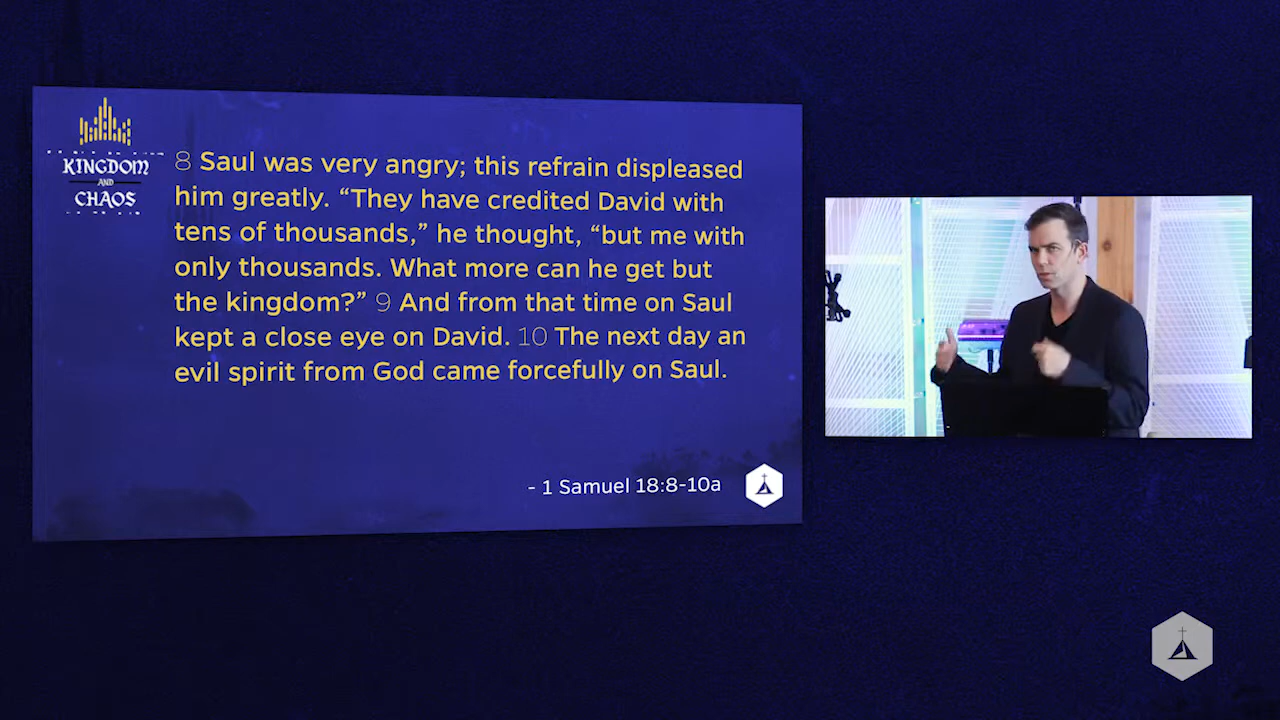 KINGDOM
AND
CHAOS
8 Saul was very angry; this refrain displeased
him greatly. “They have credited David with
tens of thousands,” he thought, “but me with
only thousands. What more can he get but
the kingdom?” 9 And from that time on Saul
kept a close eye on David. 10 The next day an
evil spirit from God came forcefully on Saul.
- 1 Samuel 18:8-10a